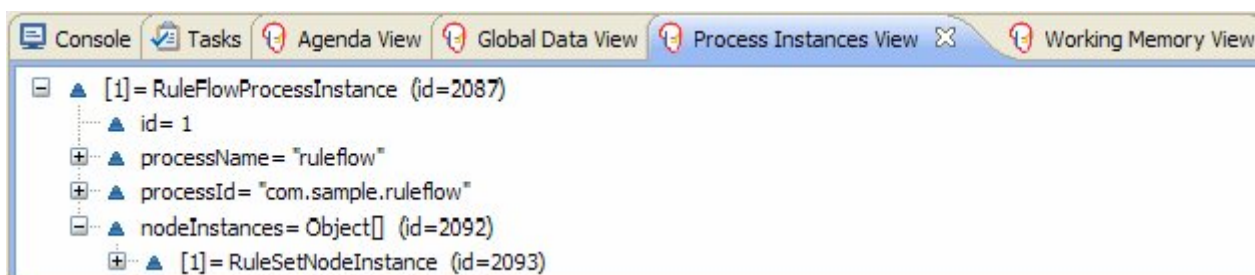 Console Tasks Agenda View Global Data View Process Instances View Working Memory View
[1]= RuleFlowProcessInstance (id=2087)
id= 1
processName= "ruleflow"
processId= "com.sample.ruleflow"
nodeInstances= Object[] (id=2092)
[1]= RuleSetNodeInstance (id=2093)